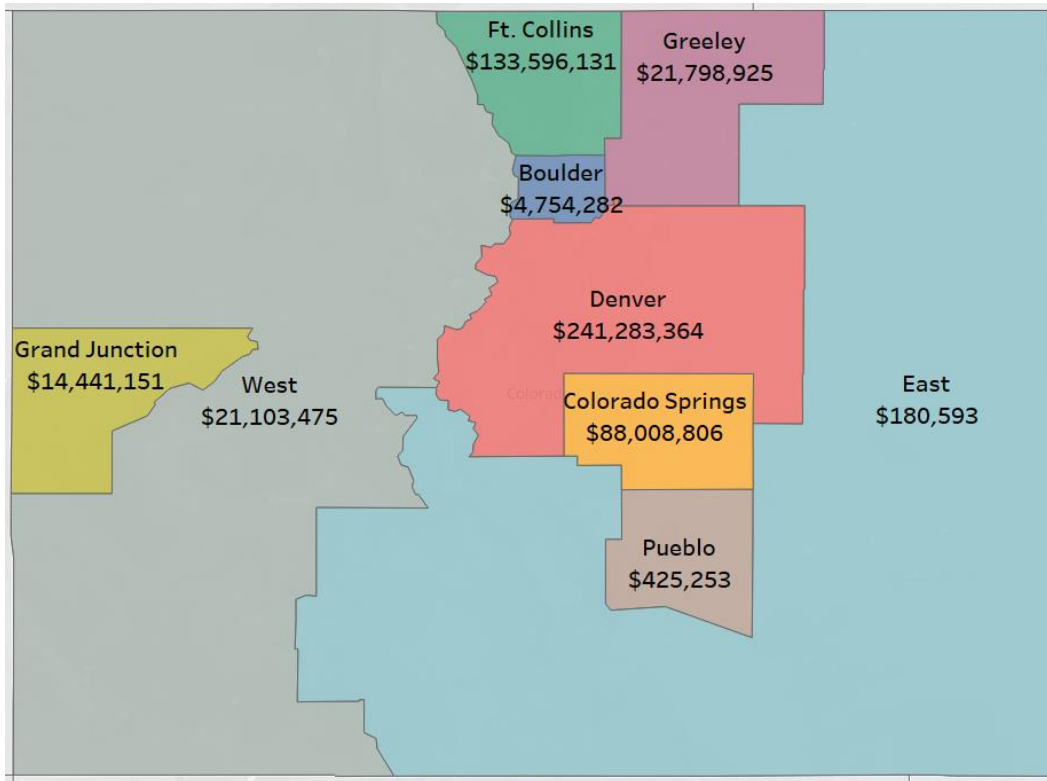 Ft. Collins
$133,596,131
Greeley
$21,798,925
Boulder
$4,754,282
Denver
$241,283,364
Grand Junction
$14,441,151
West
$21,103,475
Colorado Springs
$88,008,806
East
$180,593
Pueblo
$425,253